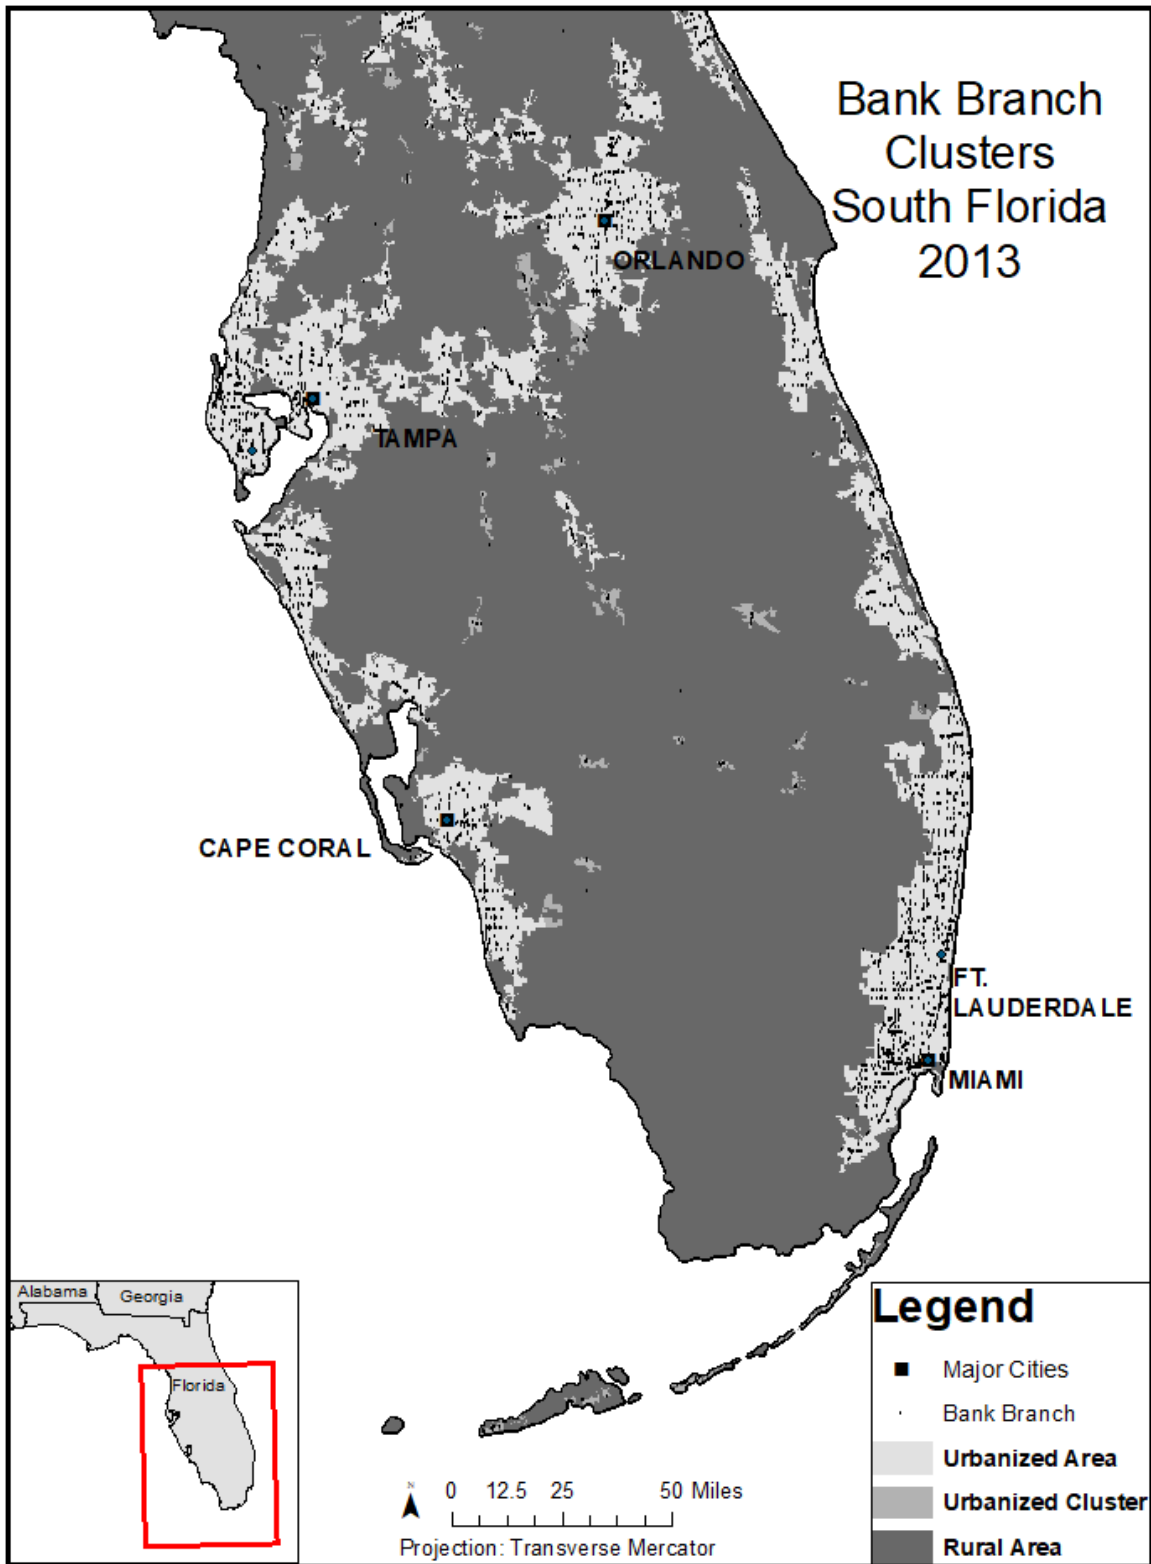 Bank Branch
Clusters
South Florida
2013
ORLANDO
TAMPA
CAPE CORAL
FT.
LAUDERDALE
MIAMI
Alabama
Georgia
Florida
N
0 12.5 25 50 Miles
Projection: Transverse Mercator
Legend
Major Cities
Bank Branch
Urbanized Area
Urbanized Cluster
Rural Area